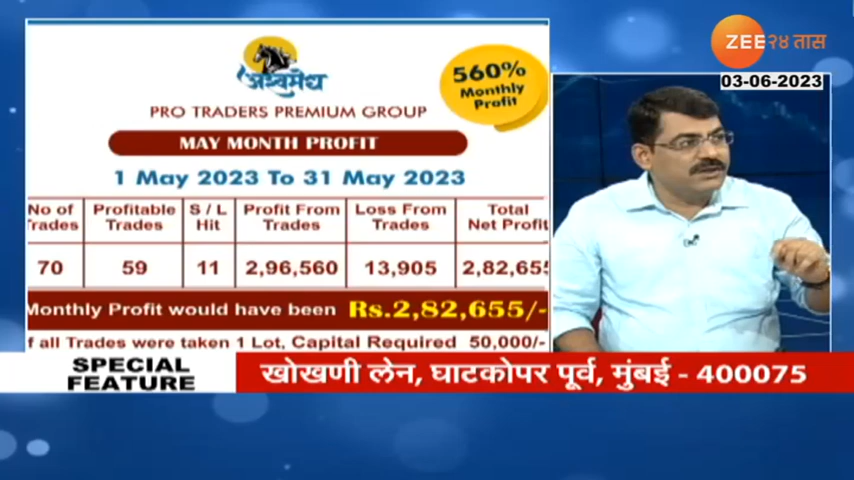 ZEE २४ तास
03-06-2023
अश्वमेध
560%
Monthly
Profit
PRO TRADERS PREMIUM GROUP
MAY MONTH PROFIT
1 May 2023 To 31 May 2023
No of Trades Profitable Trades S / L Hit Profit From Trades Loss From Trades Total Net Profit
70 59 11 2,96,560 13,905 2,82,655
Monthly Profit would have been Rs.2,82,655/-
f all Trades were taken 1 Lot, Capital Required 50,000/-
SPECIAL
FEATURE
खोखणी लेन, घाटकोपर पूर्व, मुंबई - 400075